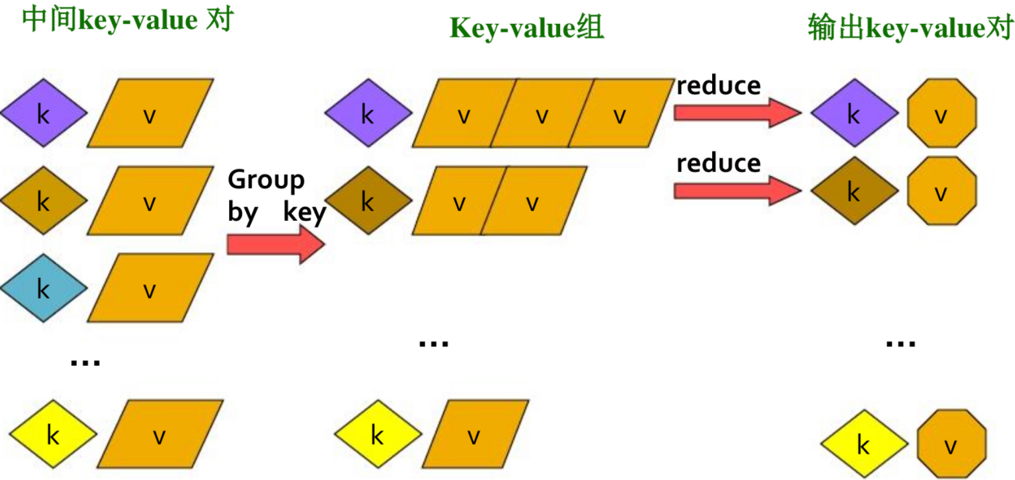 中间key-value 对
Key-value组
输出key-value对
k v
k v v v
reduce
k v
k v
Group
by key
k v v
reduce
k v
k v
...
...
...
k v
k v
k v